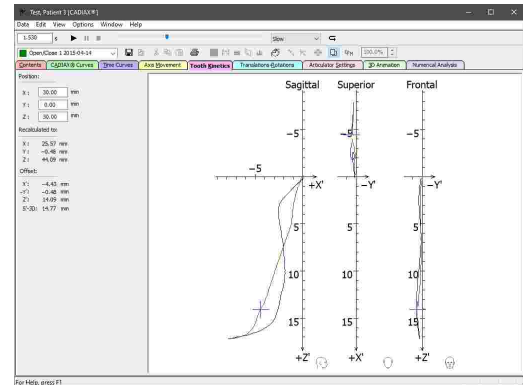 Test, Patient 3 [CADIAX®]
Data Edit View Options Window Help
1.530 s Slow
Open/Close 1 2015-04-14 100.0%
Contents CADIAX® Curves Time Curves Axis Movement Tooth Kinetics Translations-Rotations Articulator Settings 3D Animation Numerical Analysis
Position:
X: 30.00 mm
Y: 0.00 mm
Z: 30.00 mm
Recalculated to:
X: 25.57 mm
Y: -0.48 mm
Z: 44.09 mm
Offset:
X': -4.43 mm
-Y': -0.48 mm
Z': 14.09 mm
S'-3D: 14.77 mm
Sagittal Superior Frontal
-5 -5 -5
-5
+X' -Y' -Y'
5 5 5
10 10 10
15 15 15
+Z' +X' +Z'
For Help, press F1